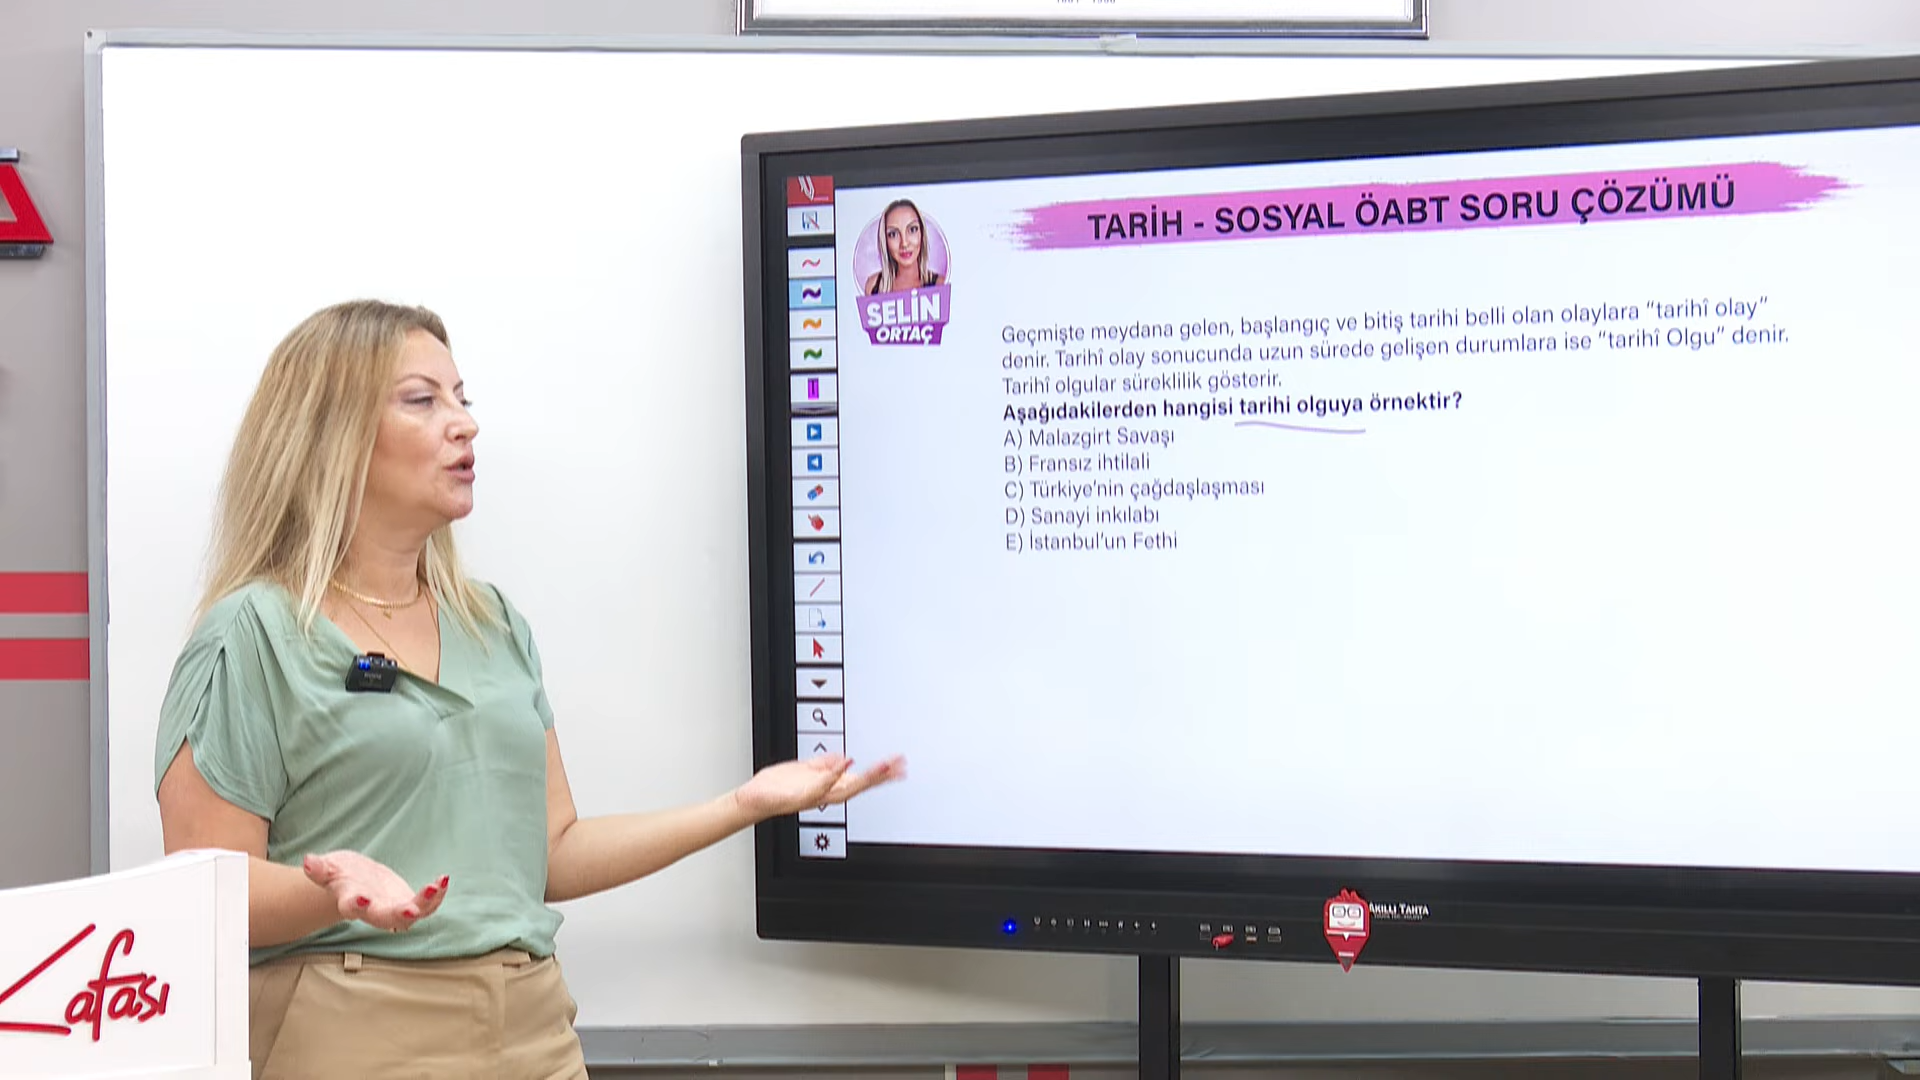 TARİH - SOSYAL ÖABT SORU ÇÖZÜMÜ
SELİN
ORTAÇ
Geçmişte meydana gelen, başlangıç ve bitiş tarihi belli olan olaylara “tarihî olay”
denir. Tarihî olay sonucunda uzun sürede gelişen durumlara ise “tarihî Olgu” denir.
Tarihî olgular süreklilik gösterir.
Aşağıdakilerden hangisi tarihi olguya örnektir?
A) Malazgirt Savaşı
B) Fransız ihtilali
C) Türkiye’nin çağdaşlaşması
D) Sanayi inkılabı
E) İstanbul’un Fethi
AKILLI TAHTA
Kafası